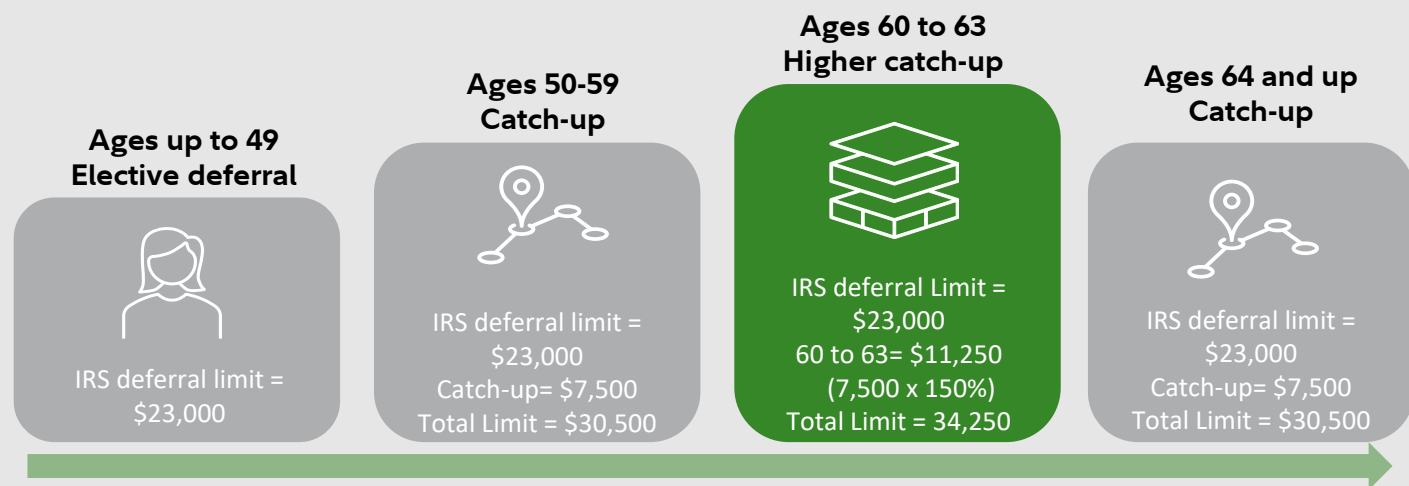 Ages up to 49
Elective deferral
IRS deferral limit =
$23,000
Ages 50-59
Catch-up
IRS deferral limit =
$23,000
Catch-up= $7,500
Total Limit = $30,500
Ages 60 to 63
Higher catch-up
IRS deferral Limit =
$23,000
60 to 63= $11,250
(7,500 x 150%)
Total Limit = 34,250
Ages 64 and up
Catch-up
IRS deferral limit =
$23,000
Catch-up= $7,500
Total Limit = $30,500